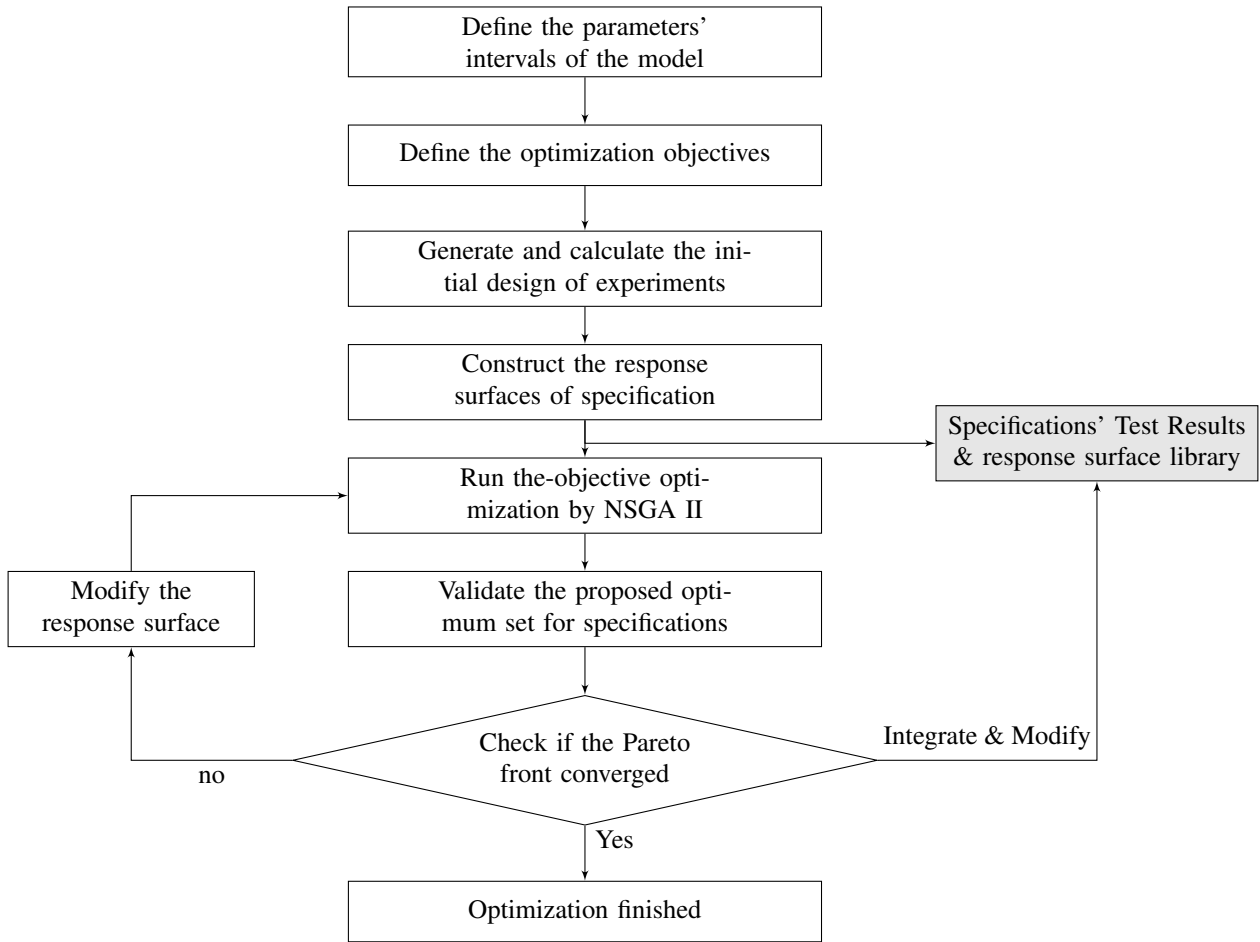 Define the parameters'
intervals of the model
Define the optimization objectives
Generate and calculate the ini-
tial design of experiments
Construct the response
surfaces of specification
Specifications' Test Results
& response surface library
Run the-objective opti-
mization by NSGA II
Modify the
response surface
Validate the proposed opti-
mum set for specifications
Check if the Pareto
front converged
no
Integrate & Modify
Yes
Optimization finished